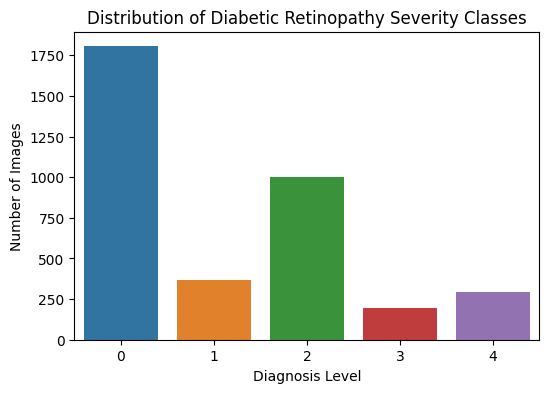 Distribution of Diabetic Retinopathy Severity Classes
1750
1500
1250
1000
750
500
250
0
Number of Images
0 1 2 3 4
Diagnosis Level